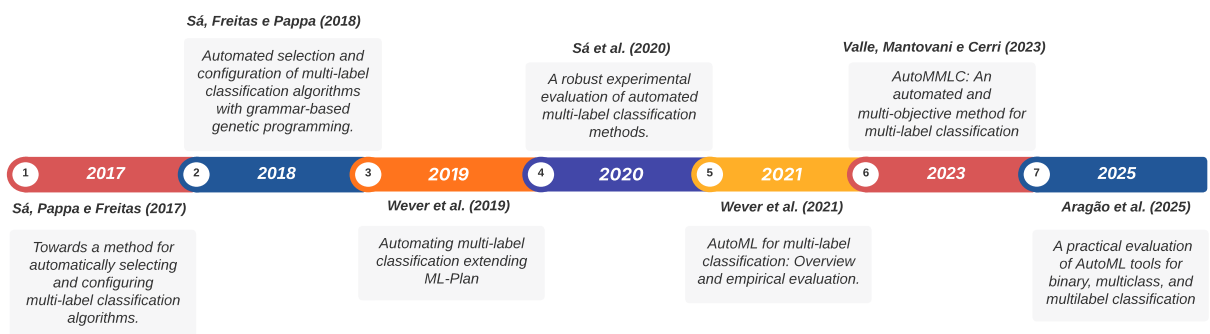 Sá, Freitas e Pappa (2018)
Automated selection and
configuration of multi-label
classification algorithms
with grammar-based
genetic programming.
Sá et al. (2020)
A robust experimental
evaluation of automated
multi-label classification
methods.
Valle, Mantovani e Cerri (2023)
AutoMMLC: An
automated and
multi-objective method for
multi-label classification
1 2017
2 2018
3 2019
4 2020
5 2021
6 2023
7 2025
Sá, Pappa e Freitas (2017)
Towards a method for
automatically selecting
and configuring
multi-label classification
algorithms.
Wever et al. (2019)
Automating multi-label
classification extending
ML-Plan
Wever et al. (2021)
AutoML for multi-label
classification: Overview
and empirical evaluation.
Aragão et al. (2025)
A practical evaluation
of AutoML tools for
binary, multiclass, and
multilabel classification